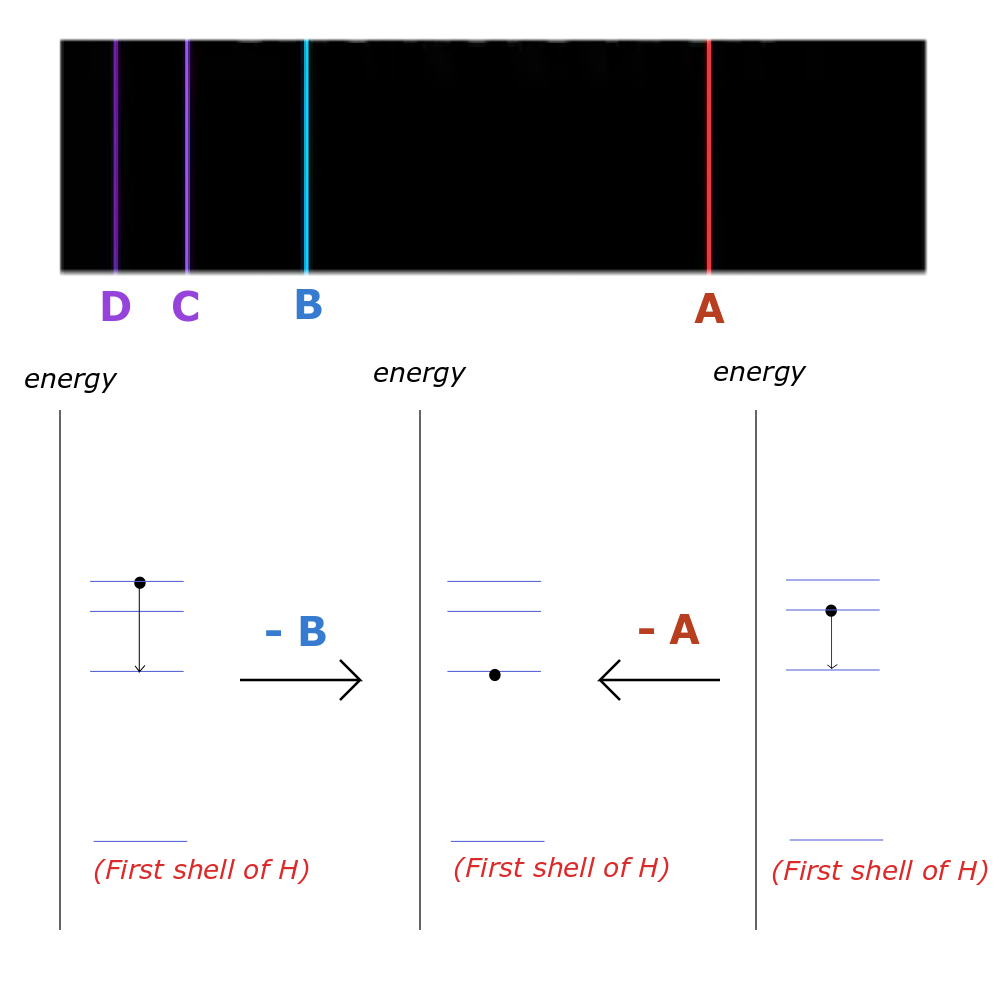 D C B A
energy energy energy
– B – A
(First shell of H) (First shell of H) (First shell of H)